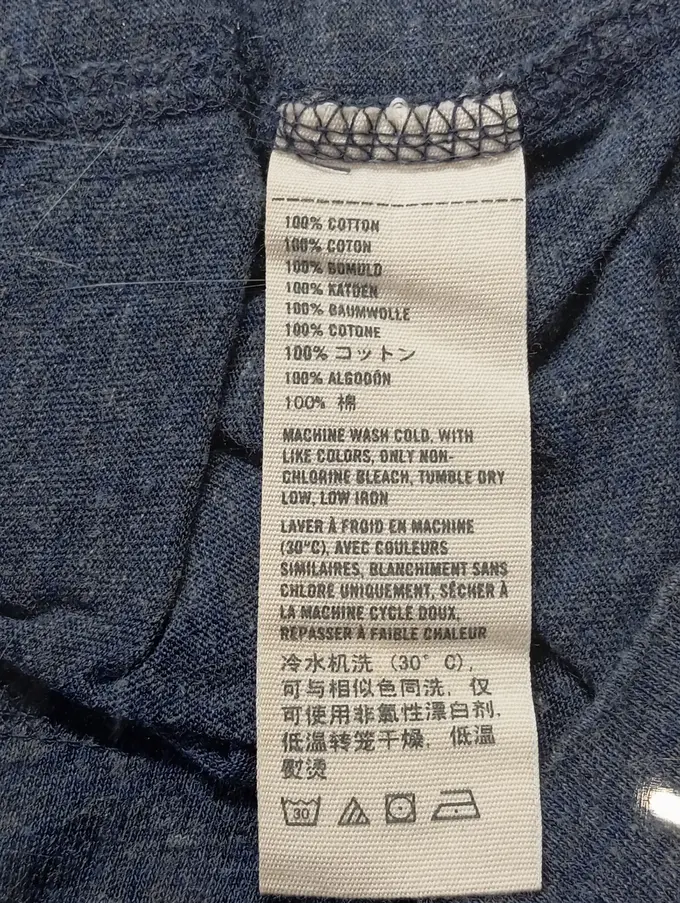 100% COTTON
100% COTON
100% BOMULD
100% KATOEN
100% BAUMWOLLE
100% COTONE
100% コットン
100% ALGODÓN
100% 棉
MACHINE WASH COLD, WITH
LIKE COLORS, ONLY NON-
CHLORINE BLEACH, TUMBLE DRY
LOW, LOW IRON
LAVER À FROID EN MACHINE
(30°C), AVEC COULEURS
SIMILAIRES, BLANCHIMENT SANS
CHLORE UNIQUEMENT, SÉCHER À
LA MACHINE CYCLE DOUX,
REPASSER À FAIBLE CHALEUR
冷水机洗 (30°C),
可与相似色同洗, 仅
可使用非氯性漂白剂,
低温转笼干燥, 低温
熨烫
30